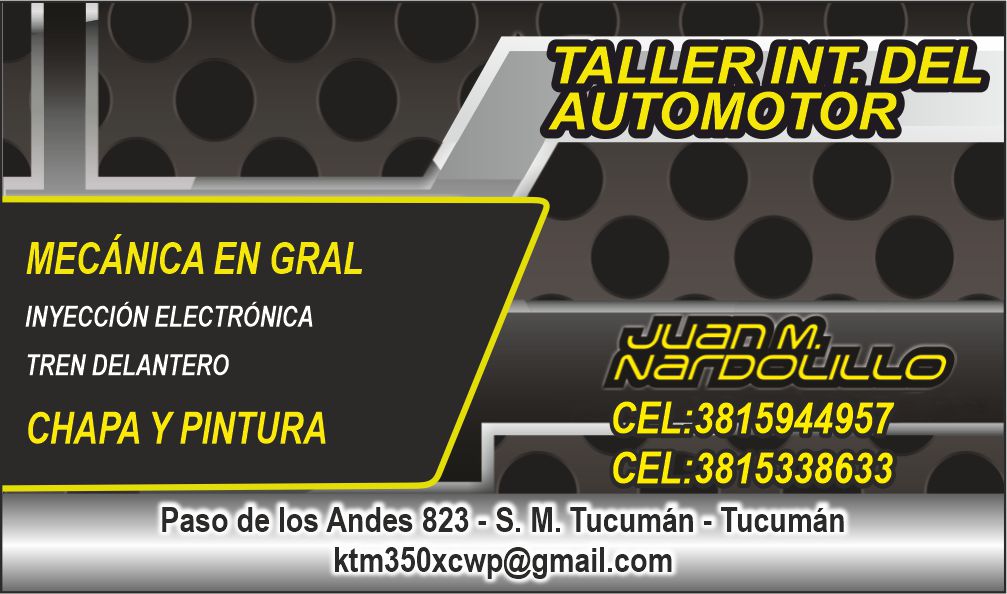 TALLER INT. DEL
AUTOMOTOR
MECÁNICA EN GRAL
INYECCIÓN ELECTRÓNICA
TREN DELANTERO
CHAPA Y PINTURA
JUAN M.
NARDOLILLO
CEL:3815944957
CEL:3815338633
Paso de los Andes 823 - S. M. Tucumán - Tucumán
ktm350xcwp@gmail.com